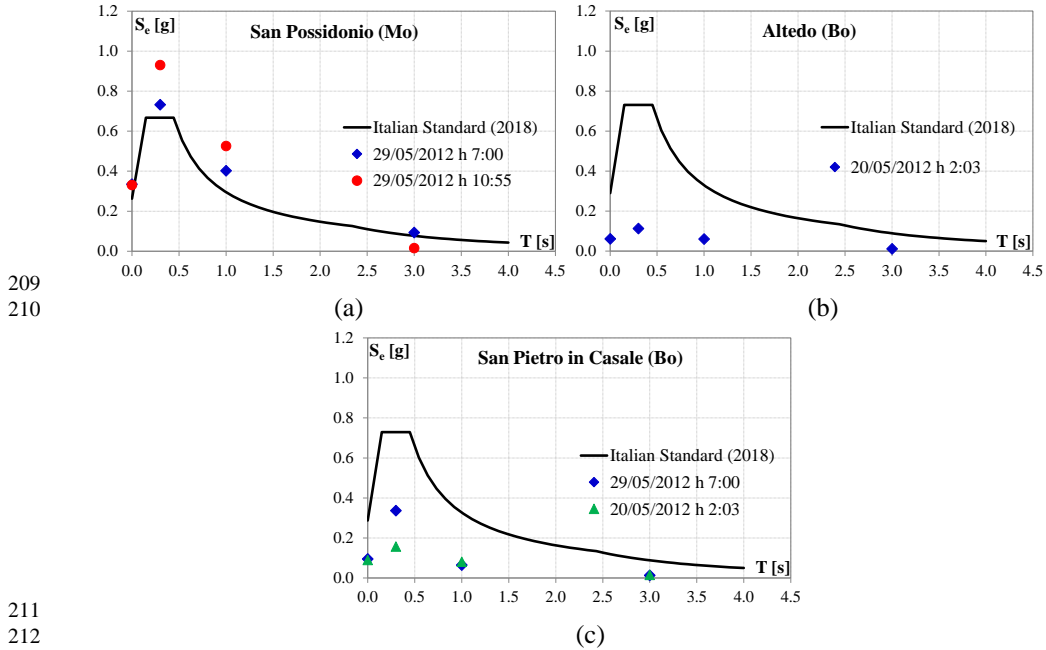 S_e [g]
San Possidonio (Mo)
1.2
1.0
0.8
0.6
0.4
0.2
0.0
Italian Standard (2018)
29/05/2012 h 7:00
29/05/2012 h 10:55
T [s]
0.0 0.5 1.0 1.5 2.0 2.5 3.0 3.5 4.0 4.5
(a)
S_e [g]
Altedo (Bo)
1.2
1.0
0.8
0.6
0.4
0.2
0.0
Italian Standard (2018)
20/05/2012 h 2:03
T [s]
0.0 0.5 1.0 1.5 2.0 2.5 3.0 3.5 4.0 4.5
(b)
209
210
S_e [g]
San Pietro in Casale (Bo)
1.2
1.0
0.8
0.6
0.4
0.2
0.0
Italian Standard (2018)
29/05/2012 h 7:00
20/05/2012 h 2:03
T [s]
0.0 0.5 1.0 1.5 2.0 2.5 3.0 3.5 4.0 4.5
(c)
211
212